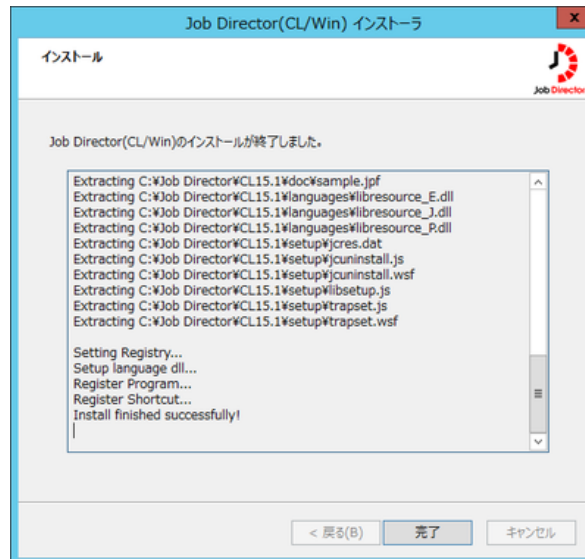 Job Director(CL/Win) インストーラ
x
インストール
Job Director
Job Director(CL/Win)のインストールが終了しました。
Extracting C:¥Job Director¥CL15.1¥doc¥sample.jpf
Extracting C:¥Job Director¥CL15.1¥languages¥libresource_E.dll
Extracting C:¥Job Director¥CL15.1¥languages¥libresource_J.dll
Extracting C:¥Job Director¥CL15.1¥languages¥libresource_P.dll
Extracting C:¥Job Director¥CL15.1¥setup¥jcres.dat
Extracting C:¥Job Director¥CL15.1¥setup¥jcuninstall.js
Extracting C:¥Job Director¥CL15.1¥setup¥jcuninstall.wsf
Extracting C:¥Job Director¥CL15.1¥setup¥libsetup.js
Extracting C:¥Job Director¥CL15.1¥setup¥trapset.js
Extracting C:¥Job Director¥CL15.1¥setup¥trapset.wsf
Setting Registry...
Setup language dll...
Register Program...
Register Shortcut...
Install finished successfully!
< 戻る(B)
完了
キャンセル